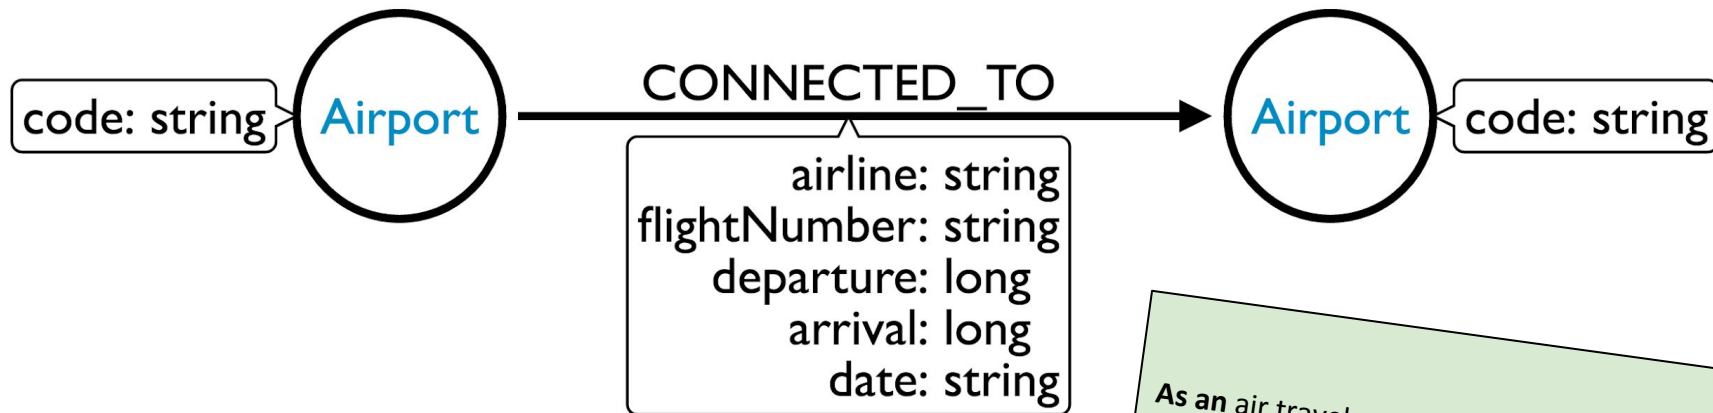 CONNECTED_TO
code: string
Airport
Airport
code: string
airline: string
flightNumber: string
departure: long
arrival: long
date: string
As an air